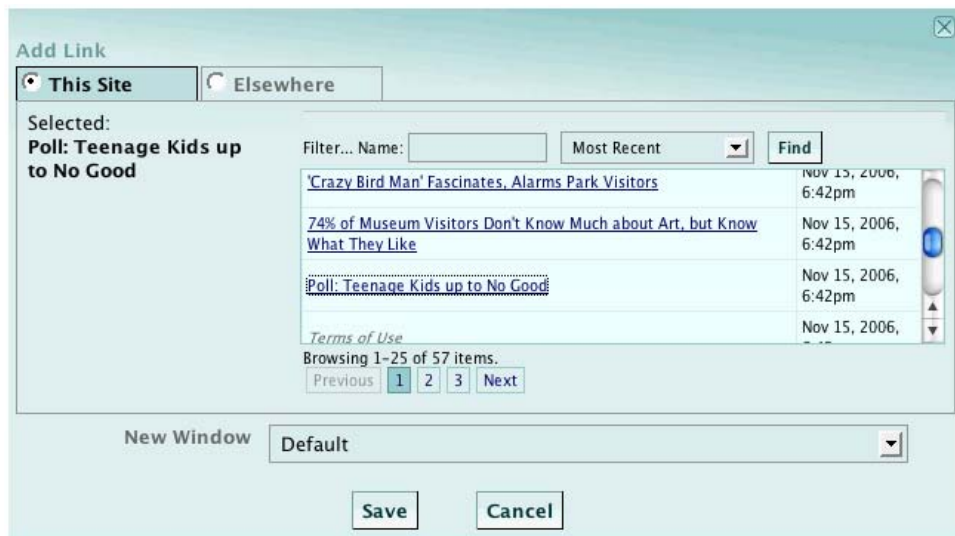 Add Link
This Site
Elsewhere
Selected:
Poll: Teenage Kids up
to No Good
Filter... Name:
Most Recent
Find
'Crazy Bird Man' Fascinates, Alarms Park Visitors
Nov 15, 2006,
6:42pm
74% of Museum Visitors Don't Know Much about Art, but Know
What They Like
Nov 15, 2006,
6:42pm
Poll: Teenage Kids up to No Good
Nov 15, 2006,
6:42pm
Terms of Use
Nov 15, 2006,
Browsing 1-25 of 57 items.
Previous 1 2 3 Next
New Window
Default
Save
Cancel